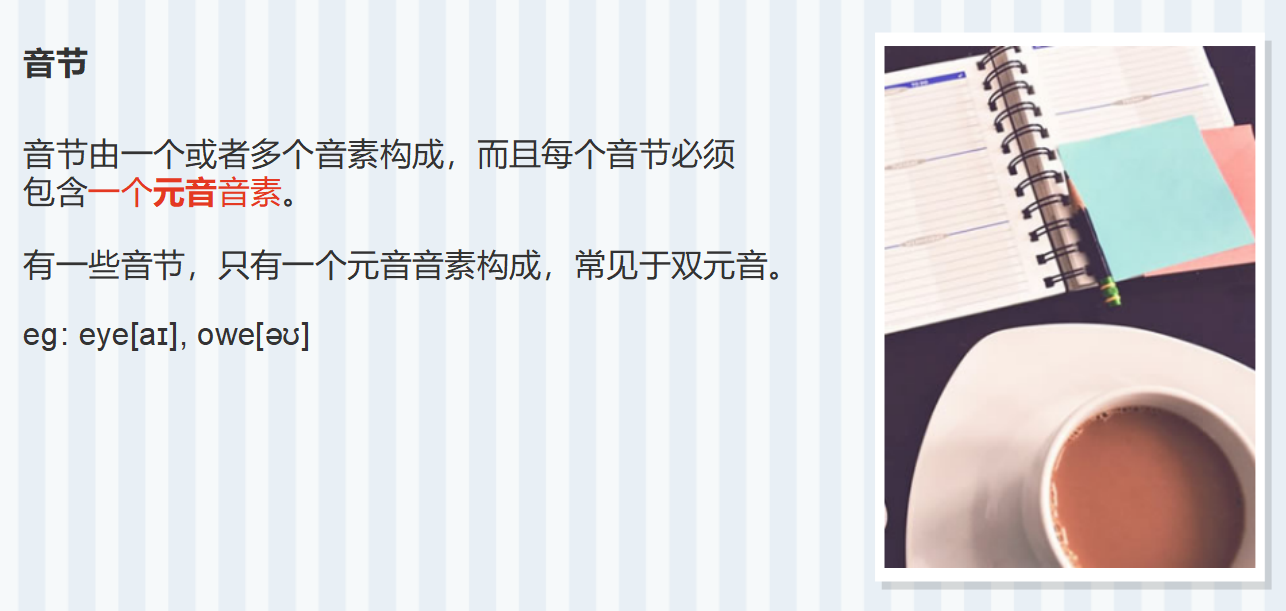 音节
音节由一个或者多个音素构成，而且每个音节必须
包含一个元音音素。
有一些音节，只有一个元音音素构成，常见于双元音。
eg: eye[aɪ], owe[əʊ]